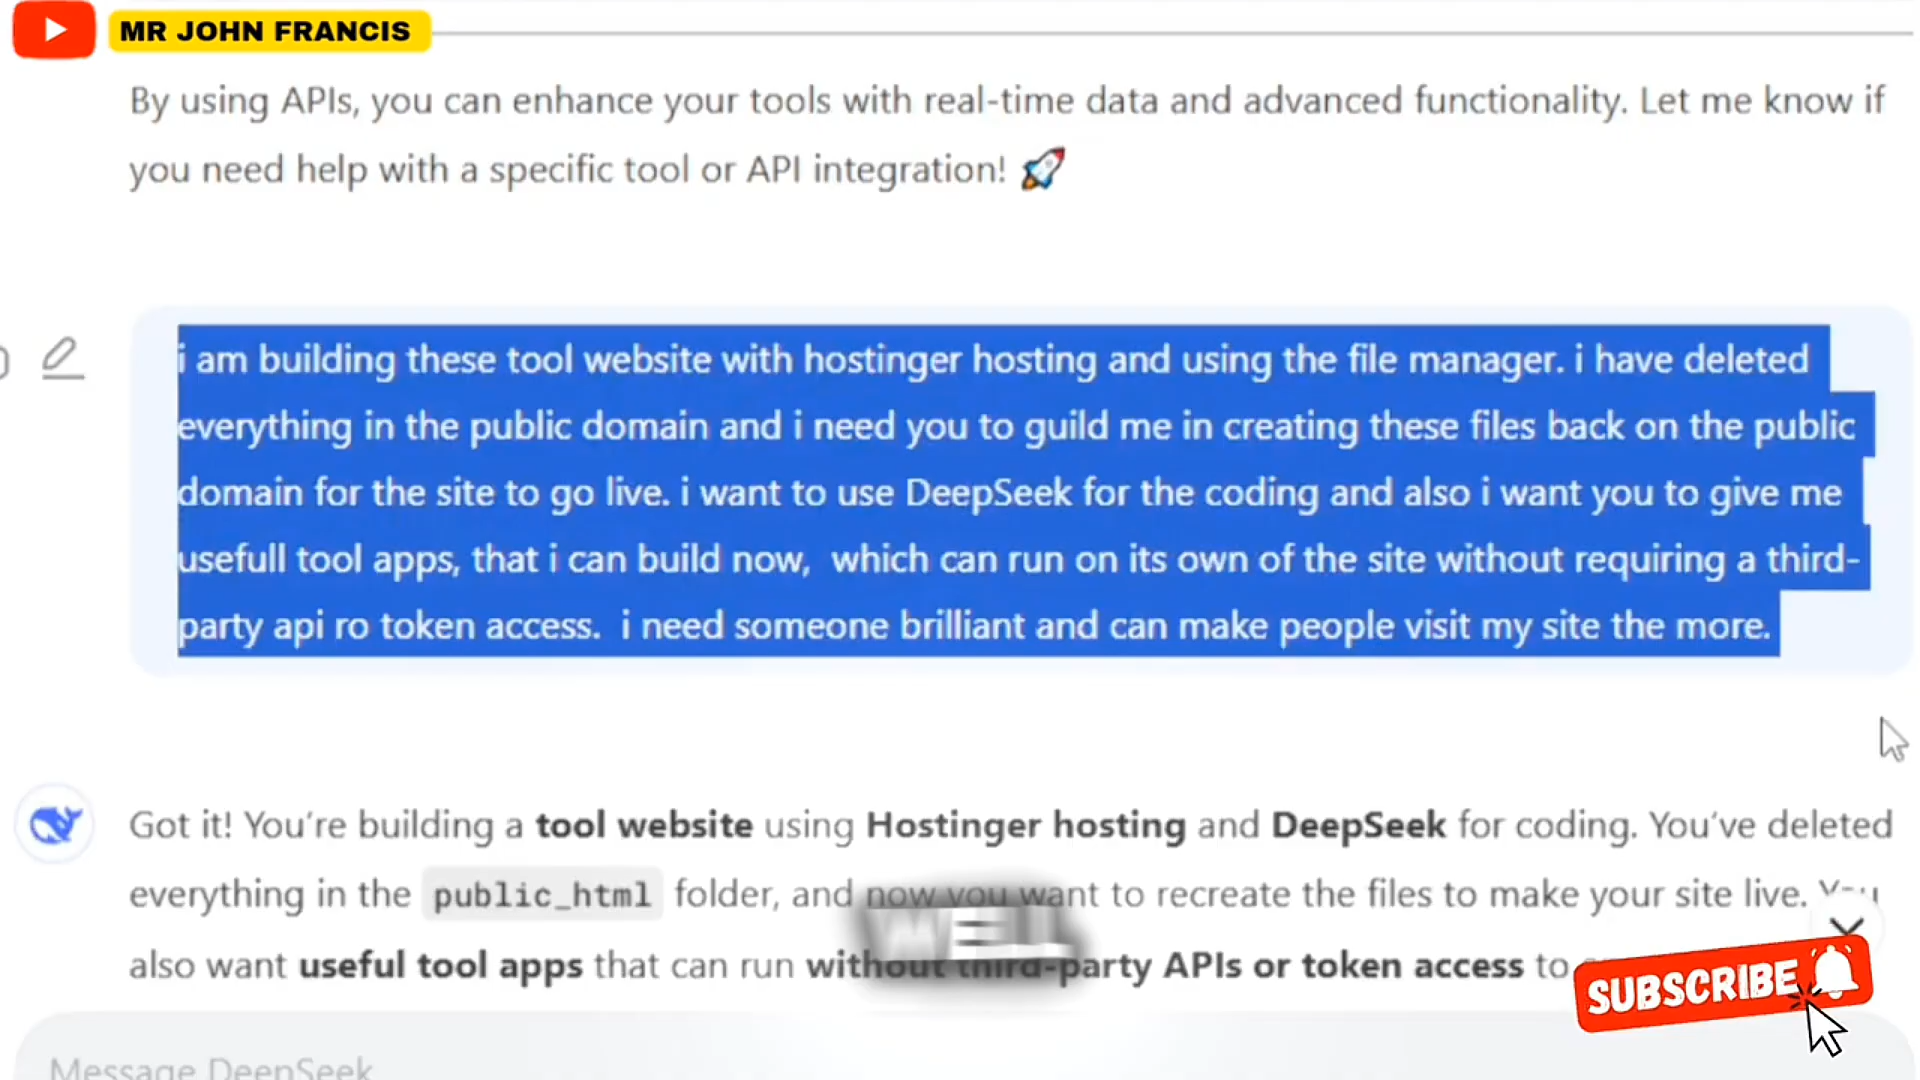 MR JOHN FRANCIS
By using APIs, you can enhance your tools with real-time data and advanced functionality. Let me know if
you need help with a specific tool or API integration! 🚀
i am building these tool website with hostinger hosting and using the file manager. i have deleted
everything in the public domain and i need you to guild me in creating these files back on the public
domain for the site to go live. i want to use DeepSeek for the coding and also i want you to give me
usefull tool apps, that i can build now,  which can run on its own of the site without requiring a third-
party api ro token access.  i need someone brilliant and can make people visit my site the more.
Got it! You're building a tool website using Hostinger hosting and DeepSeek for coding. You've deleted
everything in the public_html folder, and now you want to recreate the files to make your site live. You
WELL
also want useful tool apps that can run without third-party APIs or token access to
SUBSCRIBE
Message DeepSeek